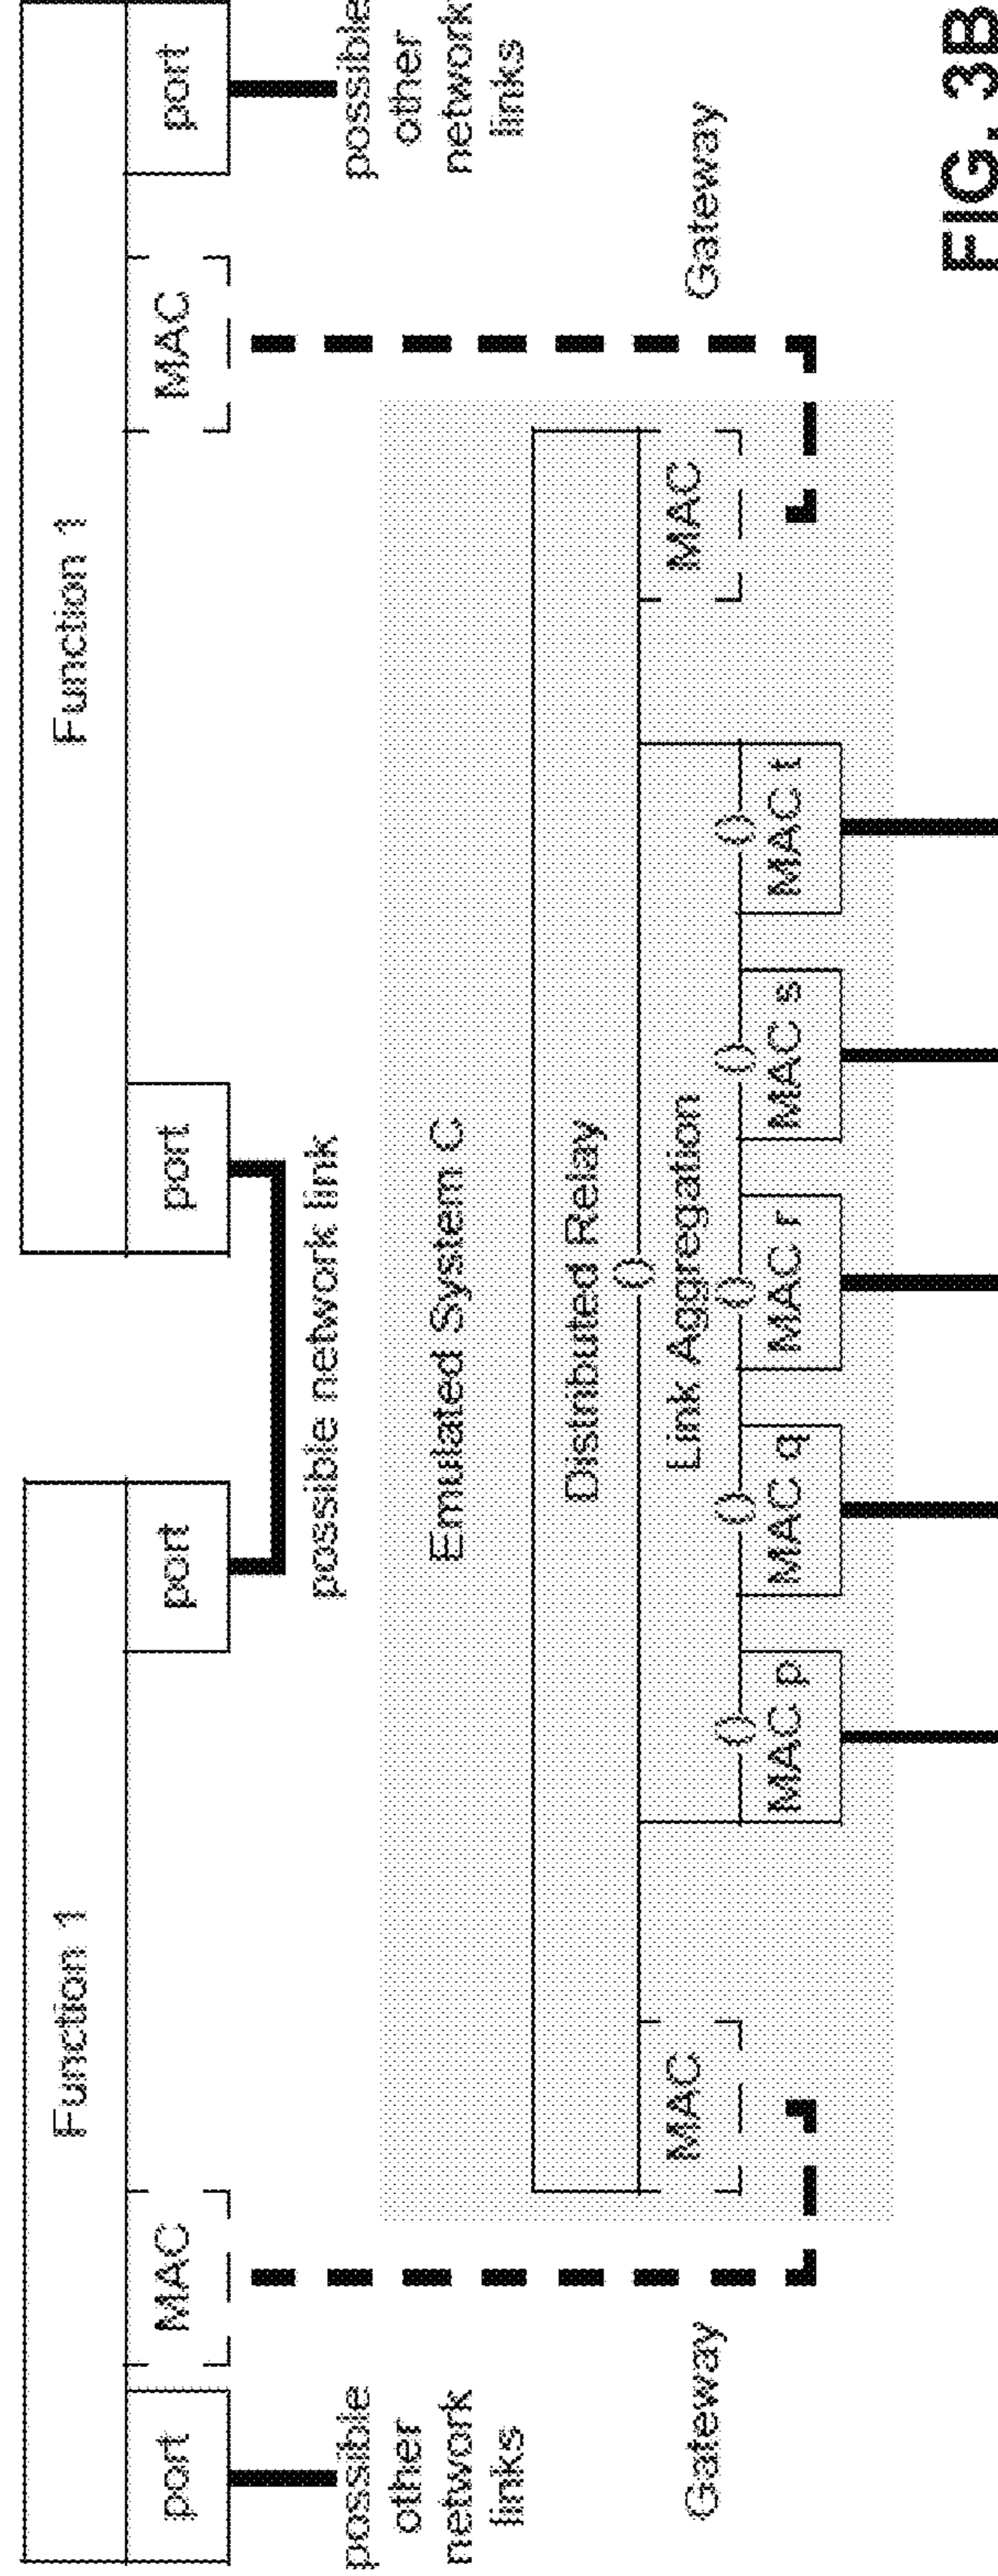 Function 1
Function 1
port
MAC
port
port
MAC
port
possible
other
network
links
possible network link
possible
other
network
links
Emulated System C
Distributed Relay
()
MAC
Link Aggregation
MAC
Gateway
Gateway
() () () () ()
MAC p
MAC q
MAC r
MAC s
MAC t
FIG. 3B